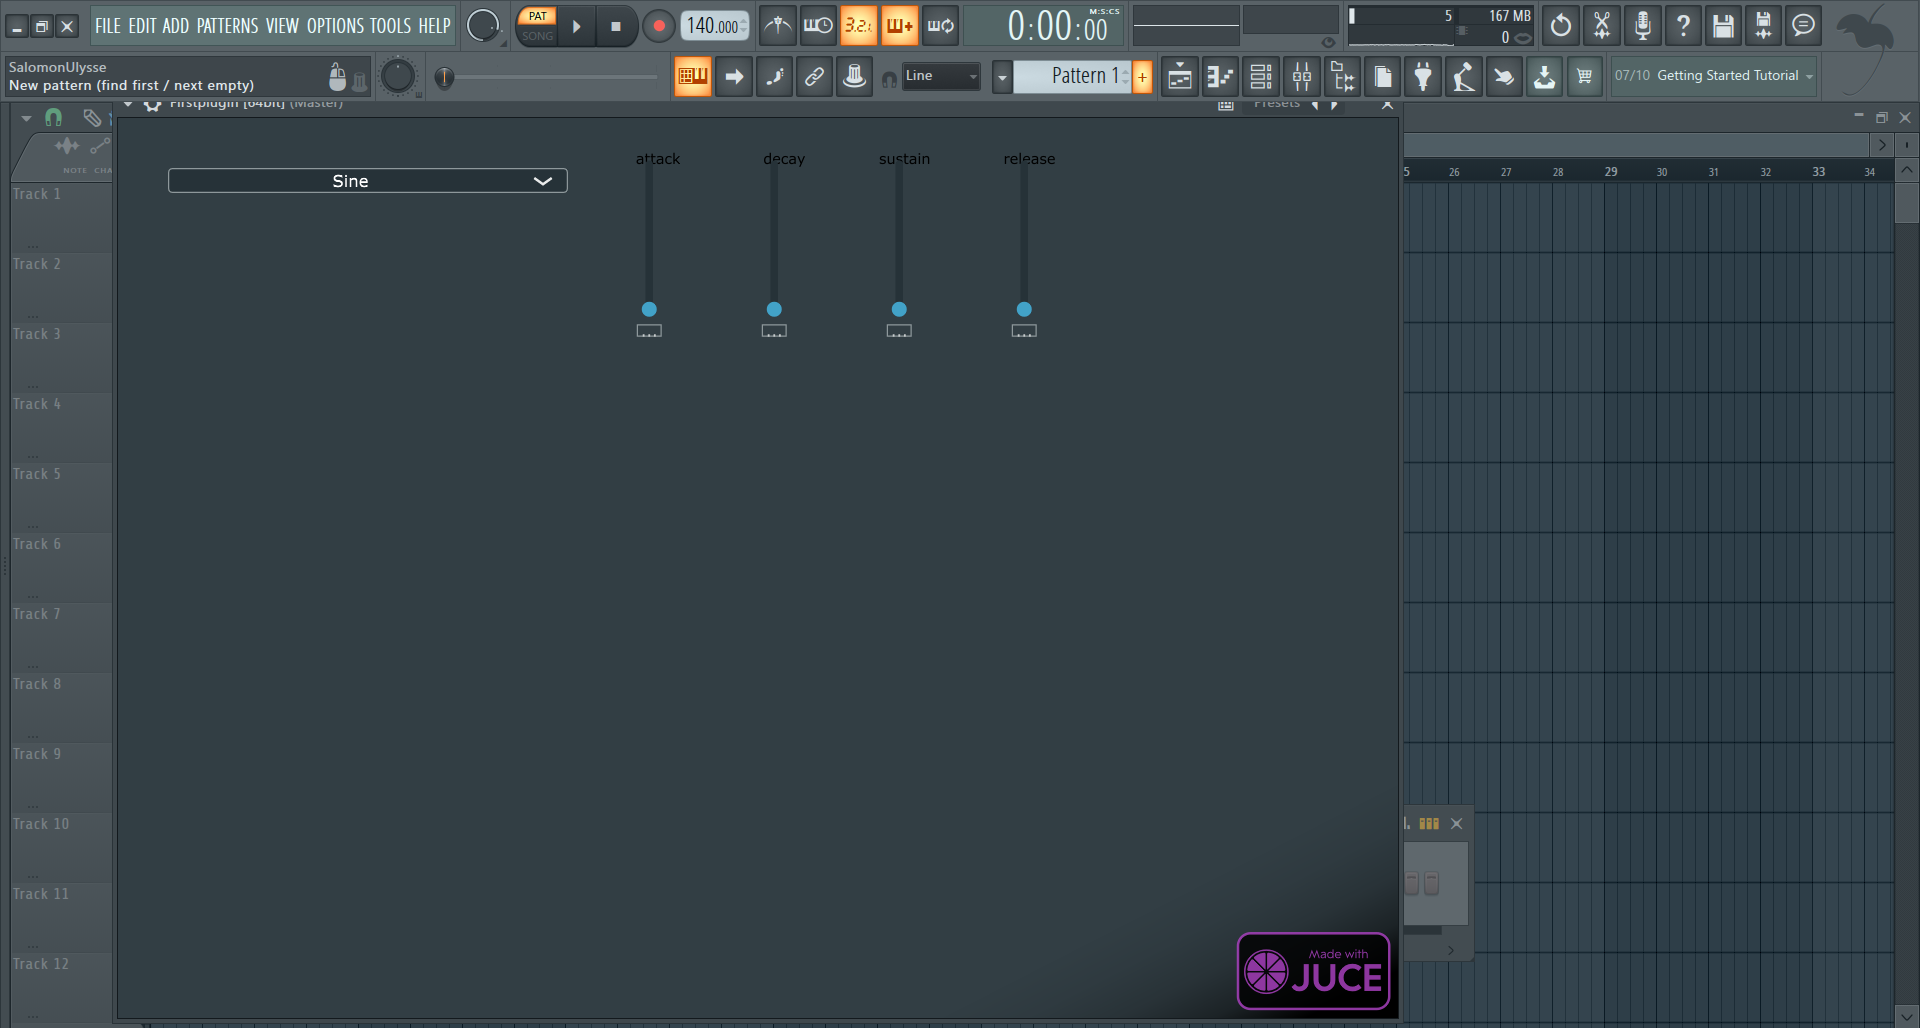 FILE EDIT ADD PATTERNS VIEW OPTIONS TOOLS HELP
PAT
SONG
140.000
3.2.1
M:S:CS
0:00:00
5
167 MB
0
SalomonUlysse
New pattern (find first / next empty)
Line
Pattern 1
+
07/10 Getting Started Tutorial
Firstplugin [64bit] (Master)
Presets
NOTE CHA
attack
decay
sustain
release
Sine
...
...
...
...
5 26 27 28 29 30 31 32 33 34
Track 1
...
Track 2
...
Track 3
...
Track 4
...
Track 5
...
Track 6
...
Track 7
...
Track 8
...
Track 9
...
Track 10
...
Track 11
...
Track 12
...
Made with
JUCE